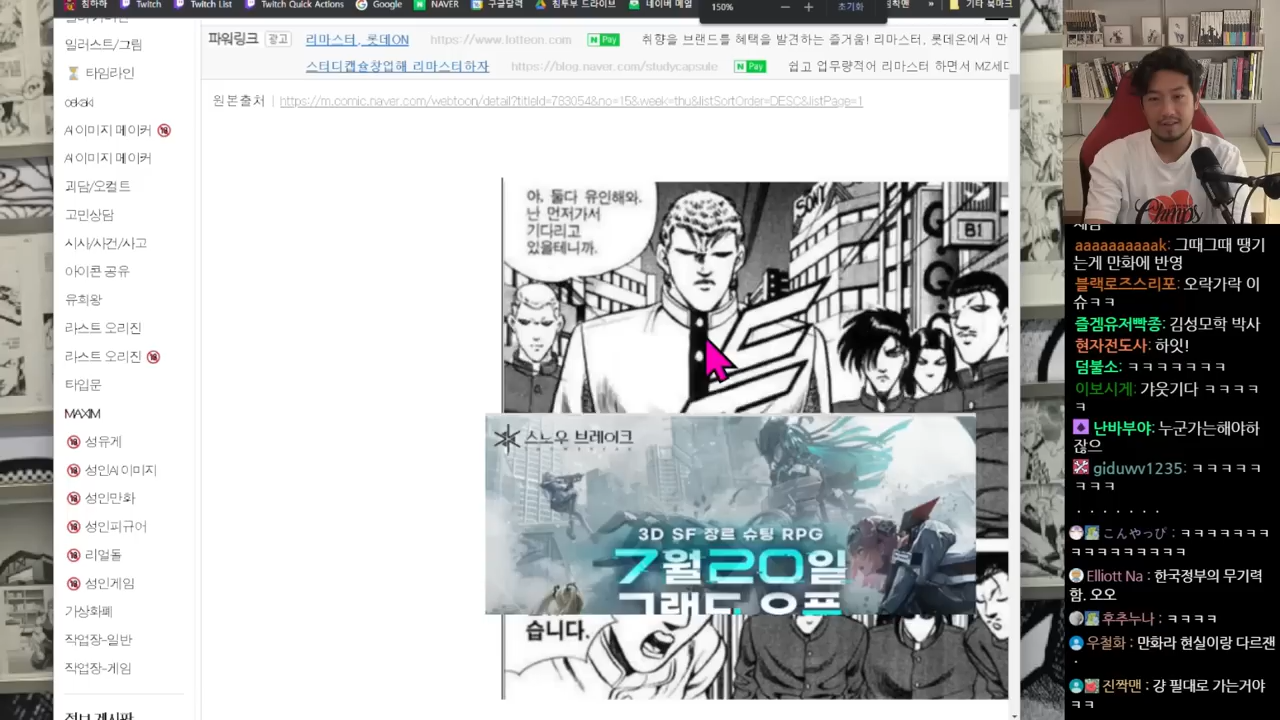 침하하
Twitch
Twitch List
Twitch Quick Actions
Google
NAVER
구글달력
침투부 드라이브
네이버 메일
150%
초기화
»
기타 북마크
일러스트/그림
타임라인
oekaki
AI 이미지 메이커
AI 이미지 메이커
괴담/오컬트
고민상담
시사/사건/사고
아이콘 공유
유희왕
라스트 오리진
라스트 오리진
타입문
MAXIM
성유게
성인AI이미지
성인만화
성인피규어
리얼돌
성인게임
가상화폐
작업장-일반
작업장-게임
정보 게시판
파워링크 광고 리마스터, 롯데ON https://www.lotteon.com N Pay 취향을 브랜드를 혜택을 발견하는 즐거움! 리마스터, 롯데온에서 만
스터디캡슐창업해 리마스터하자 https://blog.naver.com/studycapsule N Pay 쉽고 업무량적어 리마스터 하면서 MZ세대
원본출처 | https://m.comic.naver.com/webtoon/detail?titleId=783054&no=15&week=thu&listSortOrder=DESC&listPage=1
야, 둘다 유인해와.
난 먼저가서
기다리고
있을테니까.
SONY
B1
스노우 브레이크
3D SF 장르 슈팅 RPG
7월20일
그랜드 오픈
습니다.
Chimps
aaaaaaaaaak: 그때그때 땡기
는게 만화에 반영
블랙로즈스리포: 오락가락 이
슈ㅋㅋ
즐겜유저빡종: 김성모학 박사
현자전도사: 하잇!
덤불소: ㅋㅋㅋㅋㅋㅋㅋ
이보시게: 갸웃기다 ㅋㅋㅋㅋ
ㅋ
난바부야: 누군가는해야하
잖으
giduwv1235: ㅋㅋㅋㅋㅋ
ㅋㅋㅋㅋ
. . . . . . .
こんやっぴ : ㅋㅋㅋㅋㅋㅋㅋ
ㅋㅋㅋㅋㅋㅋㅋㅋㅋ
Elliott Na : 한국정부의 무기력
함. 오오
후추누나 : ㅋㅋㅋㅋ
우철화 : 만화라 현실이랑 다르잰
.
진짝맨 : 걍 필대로 가는거야
ㅋㅋ